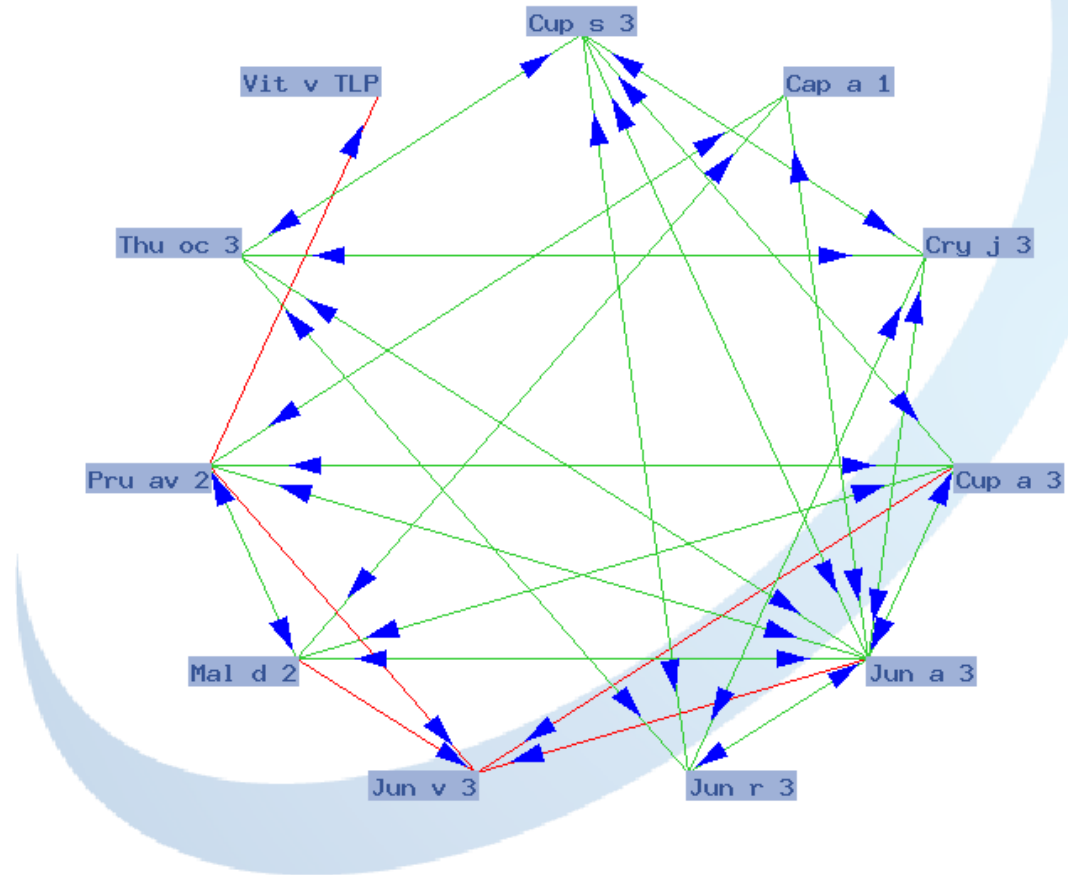 Cup s 3
Vit v TLP
Cap a 1
Thu oc 3
Cry j 3
Pru av 2
Cup a 3
Mal d 2
Jun a 3
Jun v 3
Jun r 3